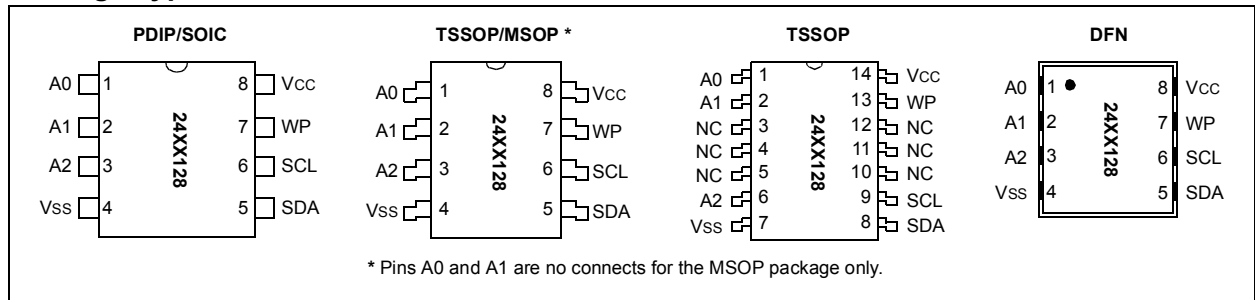 PDIP/SOIC
A0 1 8 VCC
A1 2 7 WP
A2 3 6 SCL
VSS 4 5 SDA
24XX128
TSSOP/MSOP *
A0 1 8 VCC
A1 2 7 WP
A2 3 6 SCL
VSS 4 5 SDA
24XX128
TSSOP
A0 1 14 VCC
A1 2 13 WP
NC 3 12 NC
NC 4 11 NC
NC 5 10 NC
A2 6 9 SCL
VSS 7 8 SDA
24XX128
DFN
A0 1 8 VCC
A1 2 7 WP
A2 3 6 SCL
VSS 4 5 SDA
24XX128
* Pins A0 and A1 are no connects for the MSOP package only.